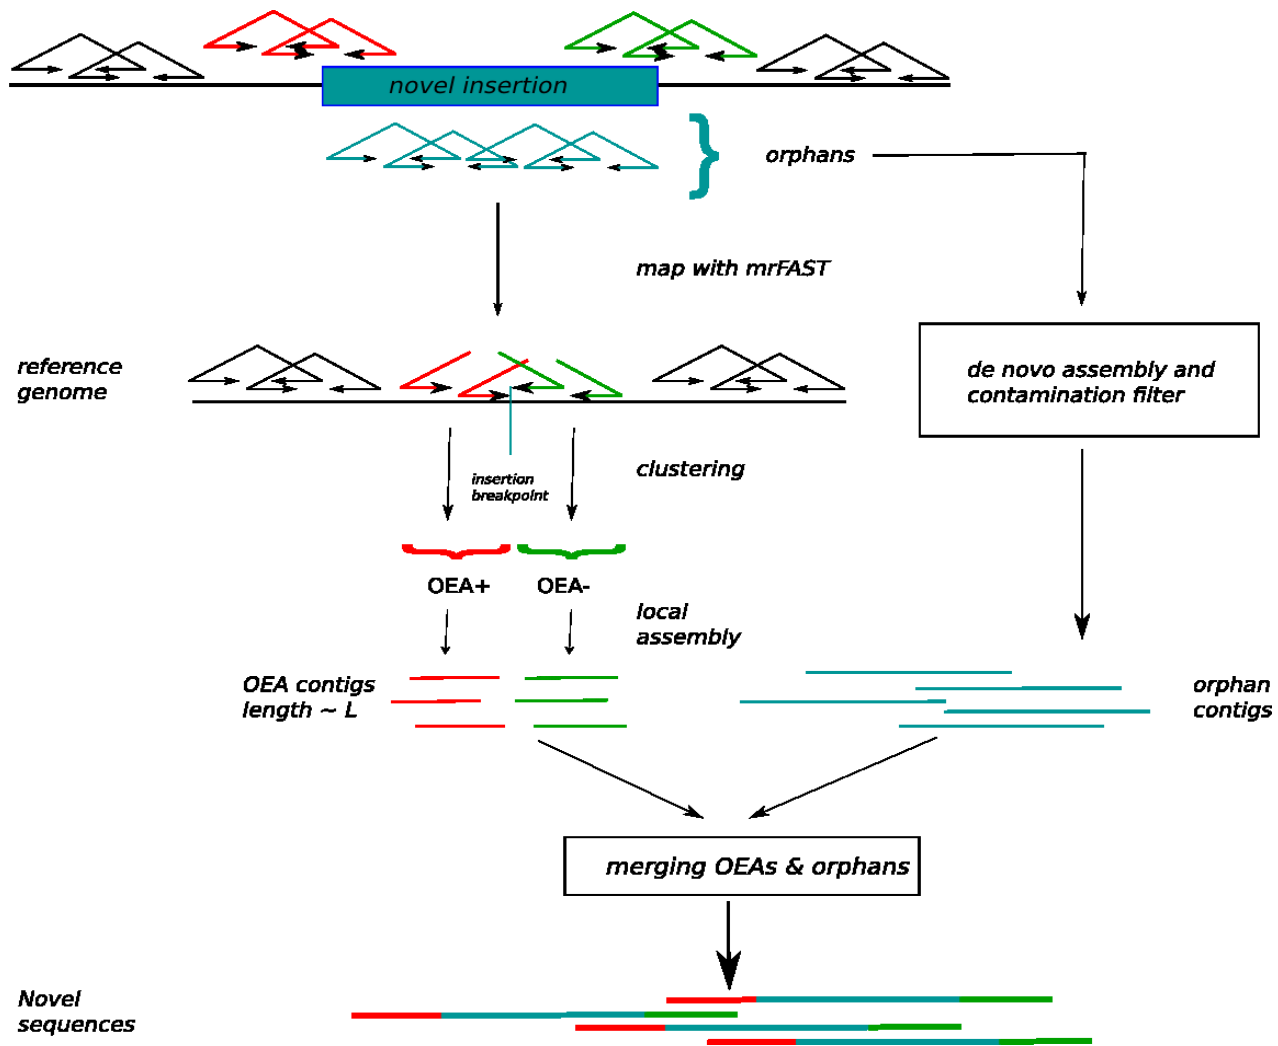 novel insertion
orphans
map with mrFAST
reference
genome
de novo assembly and
contamination filter
clustering
insertion
breakpoint
OEA+
OEA-
local
assembly
OEA contigs
length ~ L
orphan
contigs
merging OEAs & orphans
Novel
sequences